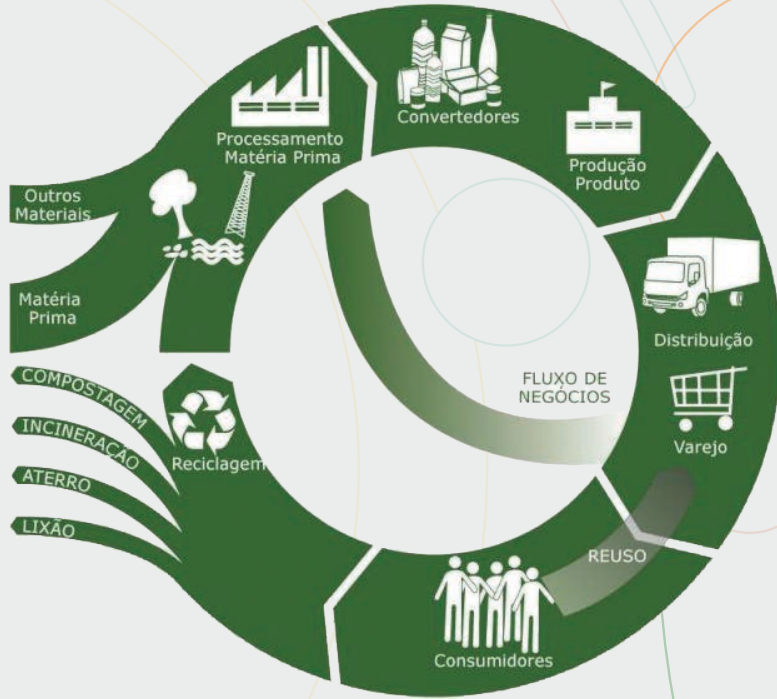 Convertedores
Processamento
Matéria Prima
Produção
Produto
Outros
Materiais
Matéria
Prima
Distribuição
FLUXO DE
NEGÓCIOS
Varejo
COMPOSTAGEM
INCINERAÇÃO
ATERRO
LIXÃO
Reciclagem
REUSO
Consumidores